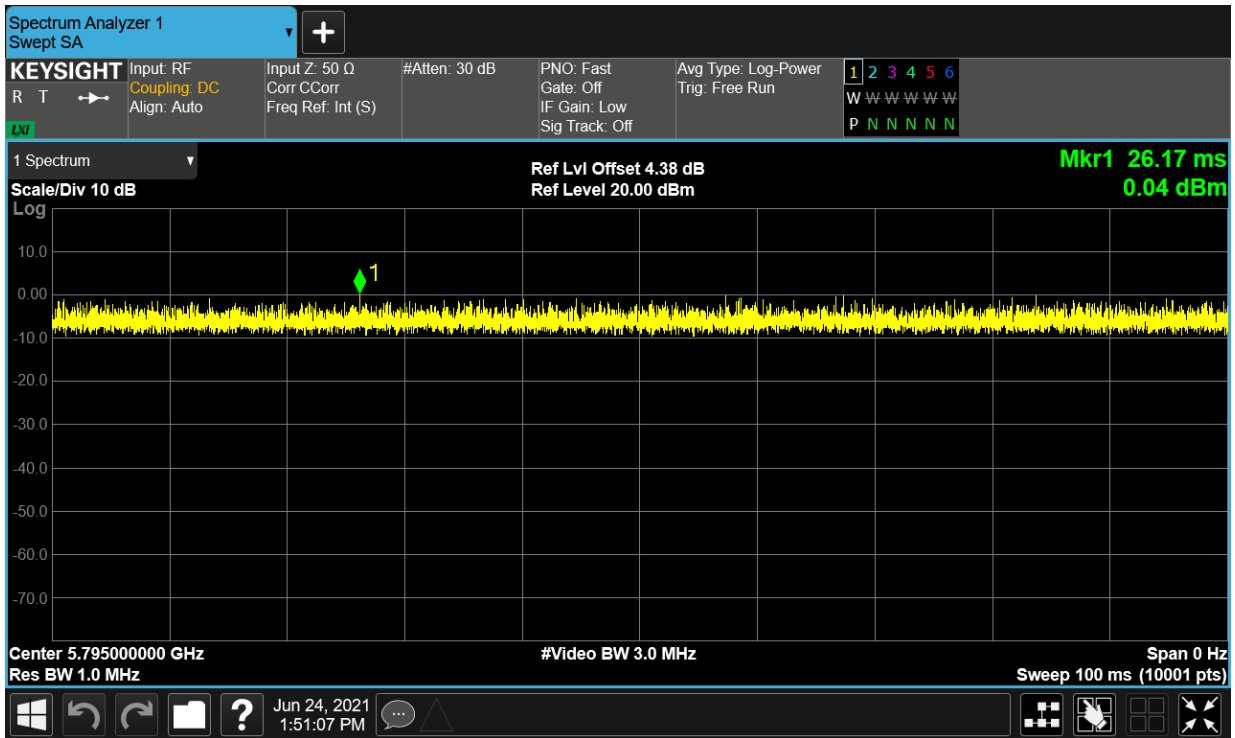 Spectrum Analyzer 1
Swept SA
KEYSIGHT
R T
LXI
Input: RF
Coupling: DC
Align: Auto
Input Z: 50 Ω
Corr CCorr
Freq Ref: Int (S)
#Atten: 30 dB
PNO: Fast
Gate: Off
IF Gain: Low
Sig Track: Off
Avg Type: Log-Power
Trig: Free Run
1 2 3 4 5 6
W W W W W W
P N N N N N
1 Spectrum
Scale/Div 10 dB
Log
Ref Lvl Offset 4.38 dB
Ref Level 20.00 dBm
Mkr1 26.17 ms
0.04 dBm
10.0
1
0.00
-10.0
-20.0
-30.0
-40.0
-50.0
-60.0
-70.0
Center 5.795000000 GHz
Res BW 1.0 MHz
#Video BW 3.0 MHz
Span 0 Hz
Sweep 100 ms (10001 pts)
?
Jun 24, 2021
1:51:07 PM